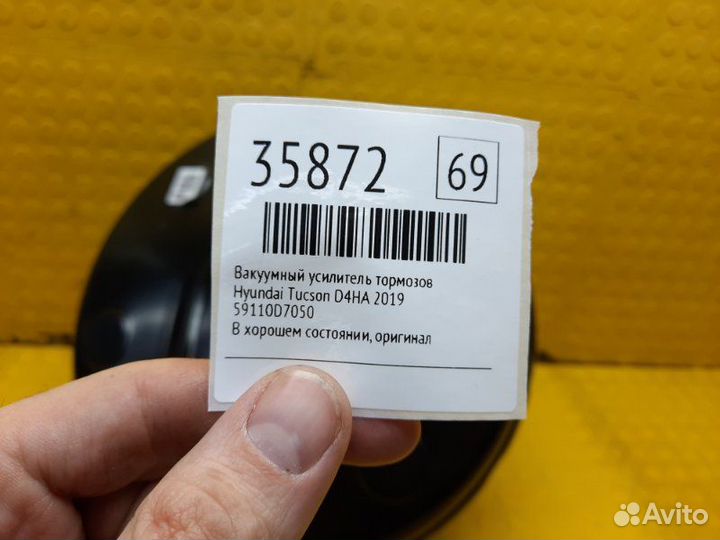 35872
69
Вакуумный усилитель тормозов
Hyundai Tucson D4HA 2019
59110D7050
В хорошем состоянии, оригинал
Avito